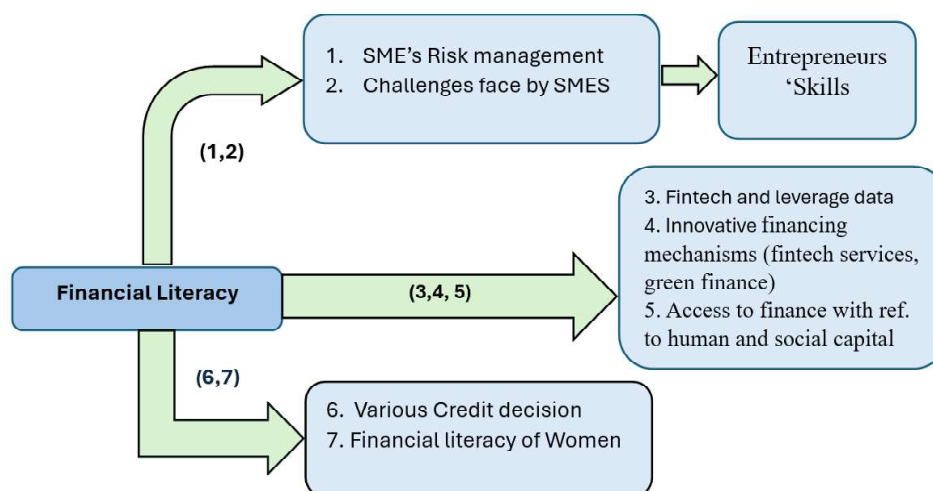 1. SME’s Risk management
2. Challenges face by SMES
Entrepreneurs
‘Skills
(1,2)
3. Fintech and leverage data
4. Innovative financing
mechanisms (fintech services,
green finance)
5. Access to finance with ref.
to human and social capital
Financial Literacy
(3,4, 5)
(6,7)
6. Various Credit decision
7. Financial literacy of Women